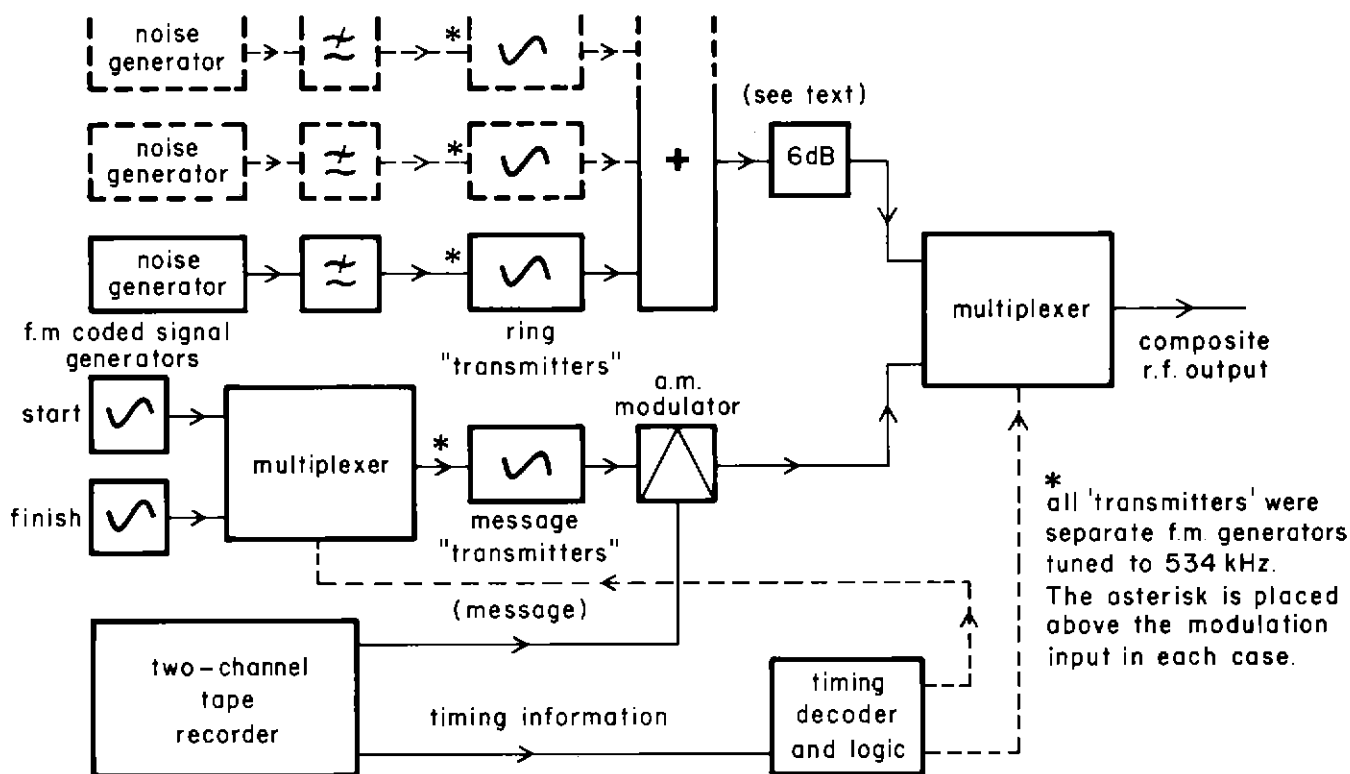 noise
generator
*
(see text)
noise
generator
*
+
6dB
noise
generator
*
f.m coded signal
generators
ring
"transmitters"
multiplexer
composite
r.f. output
start
multiplexer
*
a.m.
modulator
finish
message
"transmitters"
*
all 'transmitters' were
separate f.m. generators
tuned to 534 kHz.
The asterisk is placed
above the modulation
input in each case.
(message)
two-channel
tape
recorder
timing information
timing
decoder
and logic